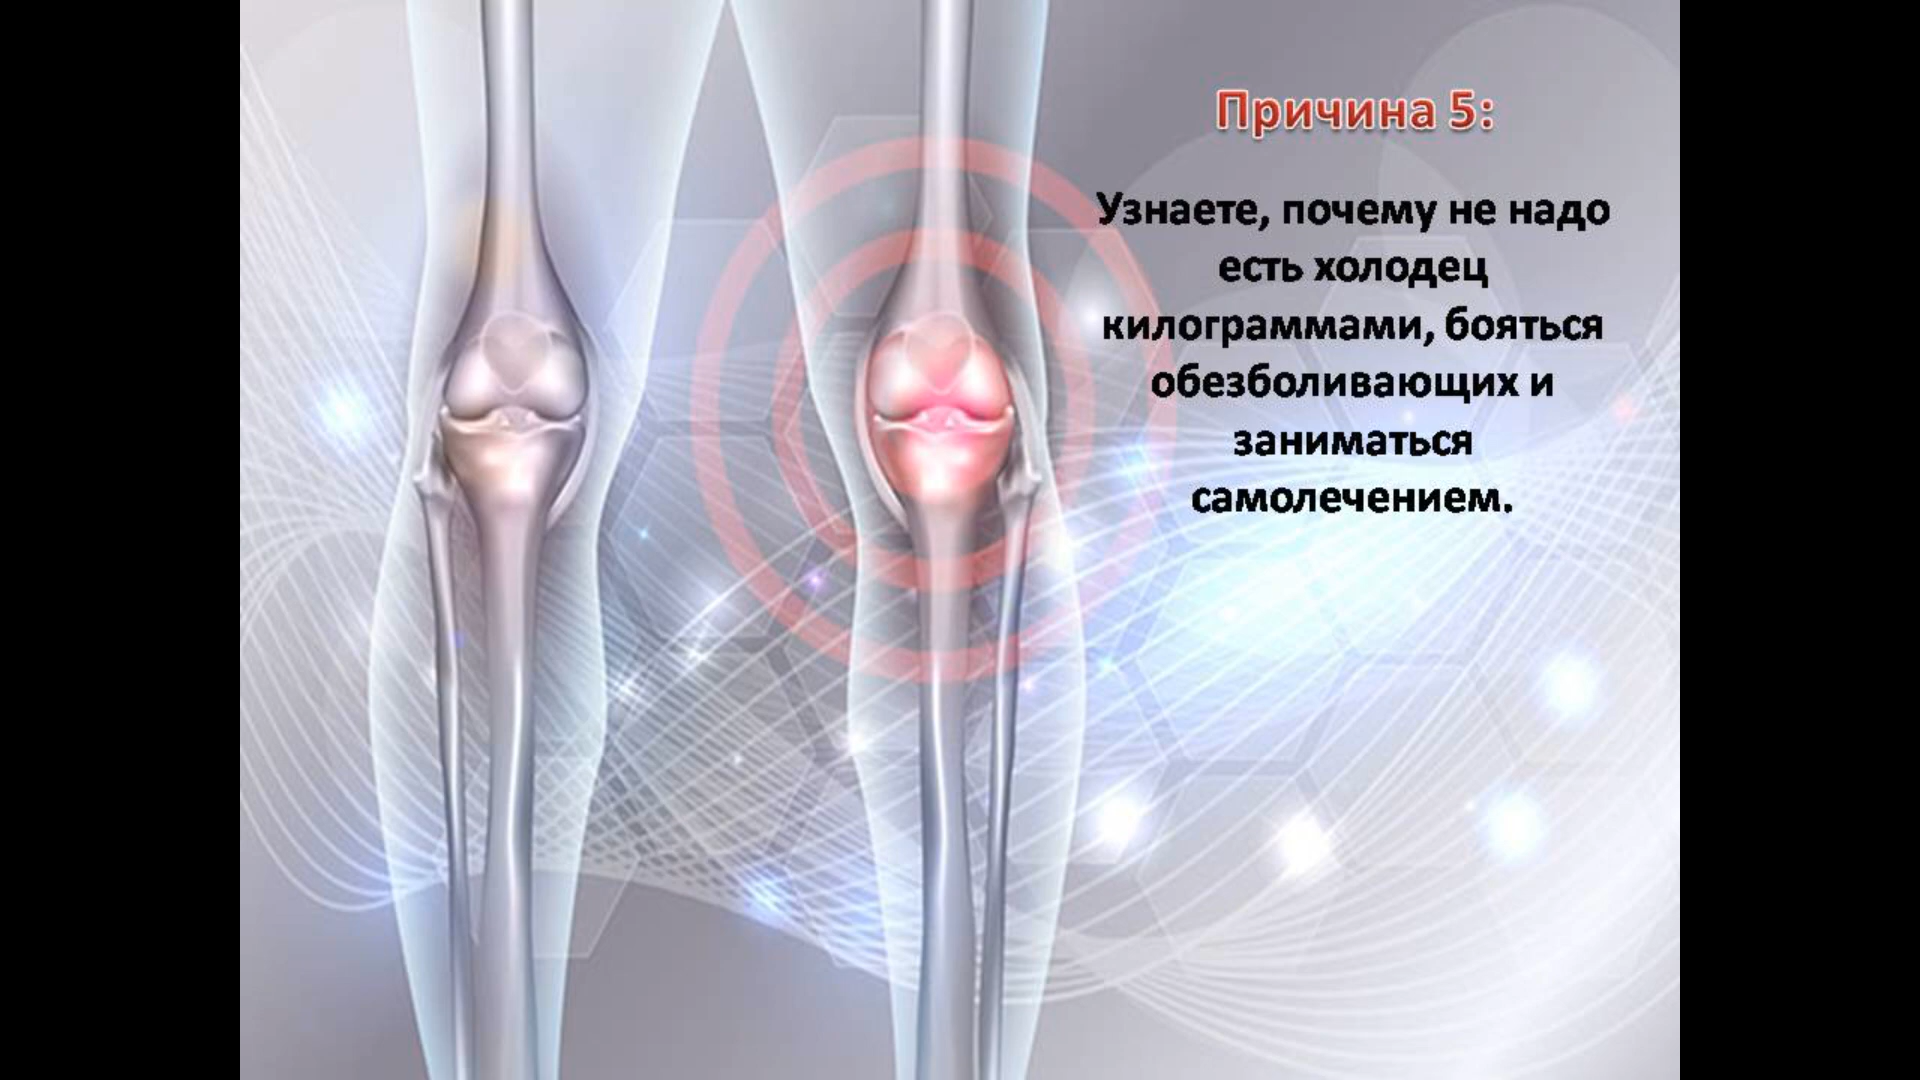 Причина 5:
Узнаете, почему не надо
есть холодец
килограммами, бояться
обезболивающих и
заниматься
самолечением.